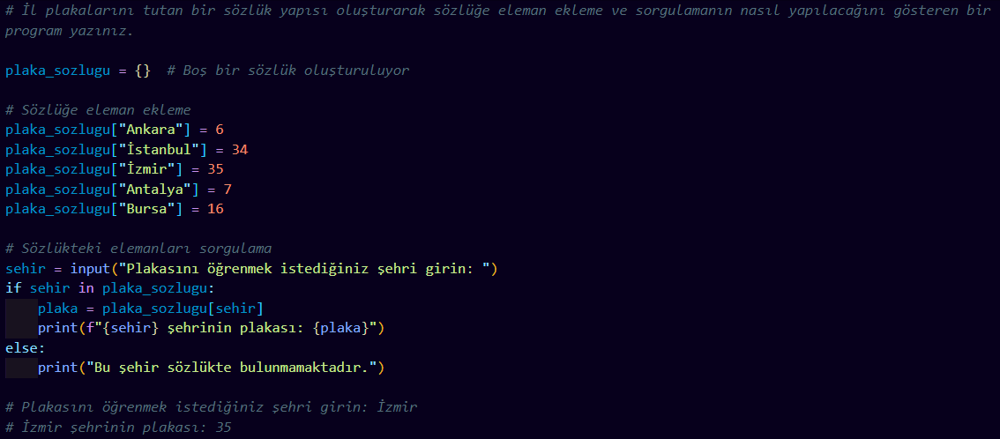 # İl plakalarını tutan bir sözlük yapısı oluşturarak sözlüğe eleman ekleme ve sorgulamanın nasıl yapılacağını gösteren bir
program yazınız.

plaka_sozlugu = {}  # Boş bir sözlük oluşturuluyor

# Sözlüğe eleman ekleme
plaka_sozlugu["Ankara"] = 6
plaka_sozlugu["İstanbul"] = 34
plaka_sozlugu["İzmir"] = 35
plaka_sozlugu["Antalya"] = 7
plaka_sozlugu["Bursa"] = 16

# Sözlükteki elemanları sorgulama
sehir = input("Plakasını öğrenmek istediğiniz şehri girin: ")
if sehir in plaka_sozlugu:
    plaka = plaka_sozlugu[sehir]
    print(f"{sehir} şehrinin plakası: {plaka}")
else:
    print("Bu şehir sözlükte bulunmamaktadır.")

# Plakasını öğrenmek istediğiniz şehri girin: İzmir
# İzmir şehrinin plakası: 35